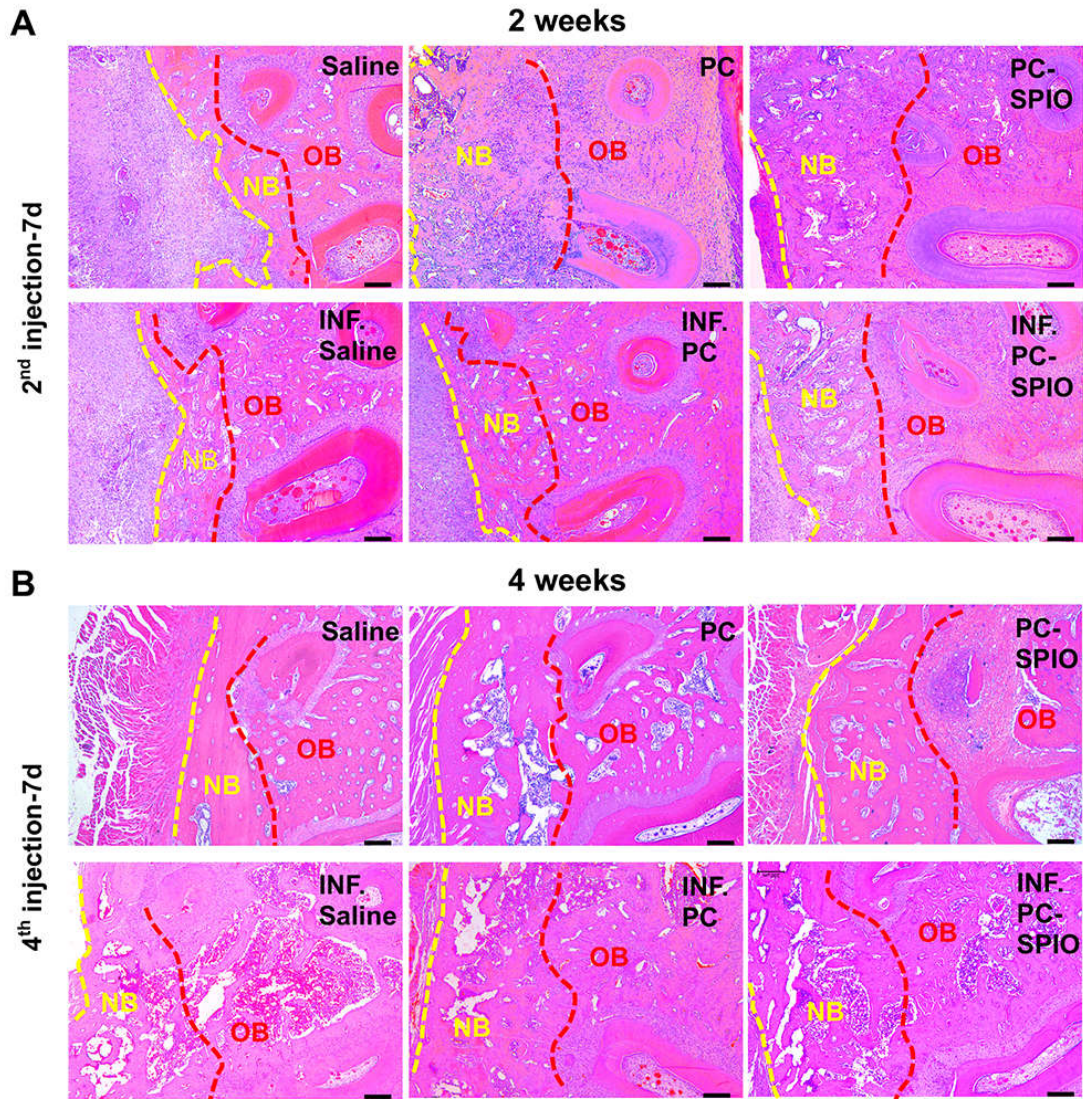 A
2 weeks
2nd injection-7d
Saline
OB
NB
PC
NB
OB
PC-
SPIO
NB
OB
INF.
Saline
OB
NB
INF.
PC
NB
OB
INF.
PC-
SPIO
NB
OB
B
4 weeks
4th injection-7d
Saline
OB
NB
PC
OB
NB
PC-
SPIO
OB
NB
INF.
Saline
NB
OB
INF.
PC
OB
NB
INF.
PC-
SPIO
OB
NB